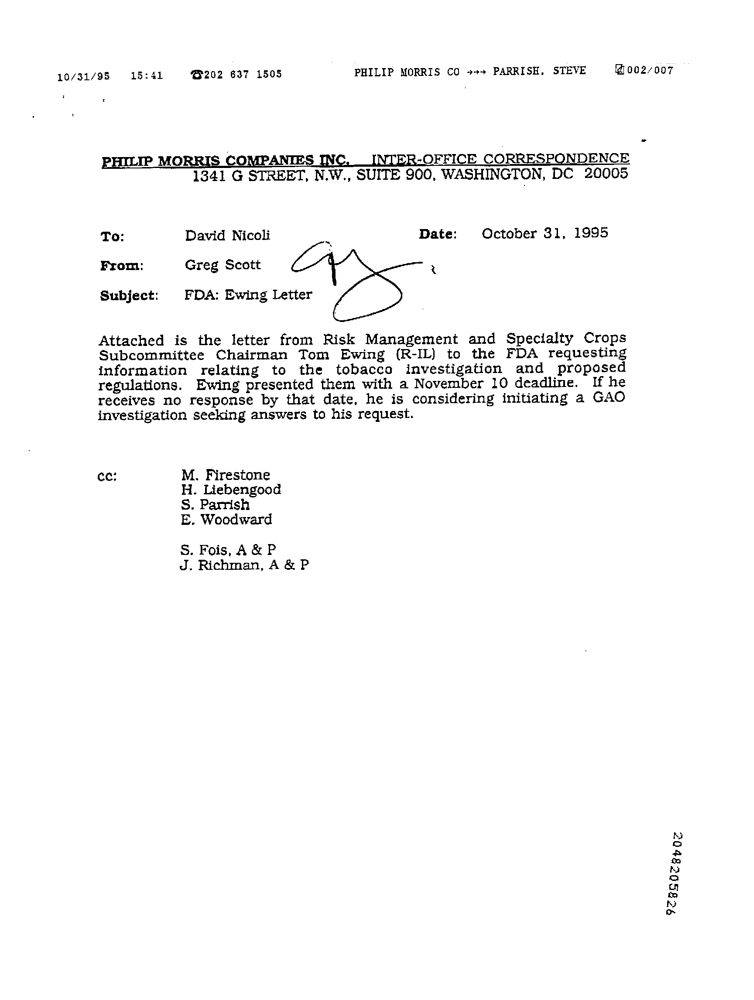 10/31/95 15:41 ☎202 637 1505 PHILIP MORRIS CO →→→ PARRISH, STEVE 002/007
PHILIP MORRIS COMPANIES INC. INTER-OFFICE CORRESPONDENCE
1341 G STREET, N.W., SUITE 900, WASHINGTON, DC 20005
To: David Nicoli Date: October 31, 1995
From: Greg Scott
Subject: FDA: Ewing Letter
Attached is the letter from Risk Management and Specialty Crops
Subcommittee Chairman Tom Ewing (R-IL) to the FDA requesting
information relating to the tobacco investigation and proposed
regulations. Ewing presented them with a November 10 deadline. If he
receives no response by that date, he is considering initiating a GAO
investigation seeking answers to his request.
cc: M. Firestone
H. Liebengood
S. Parrish
E. Woodward
S. Fois, A & P
J. Richman, A & P
2048205826